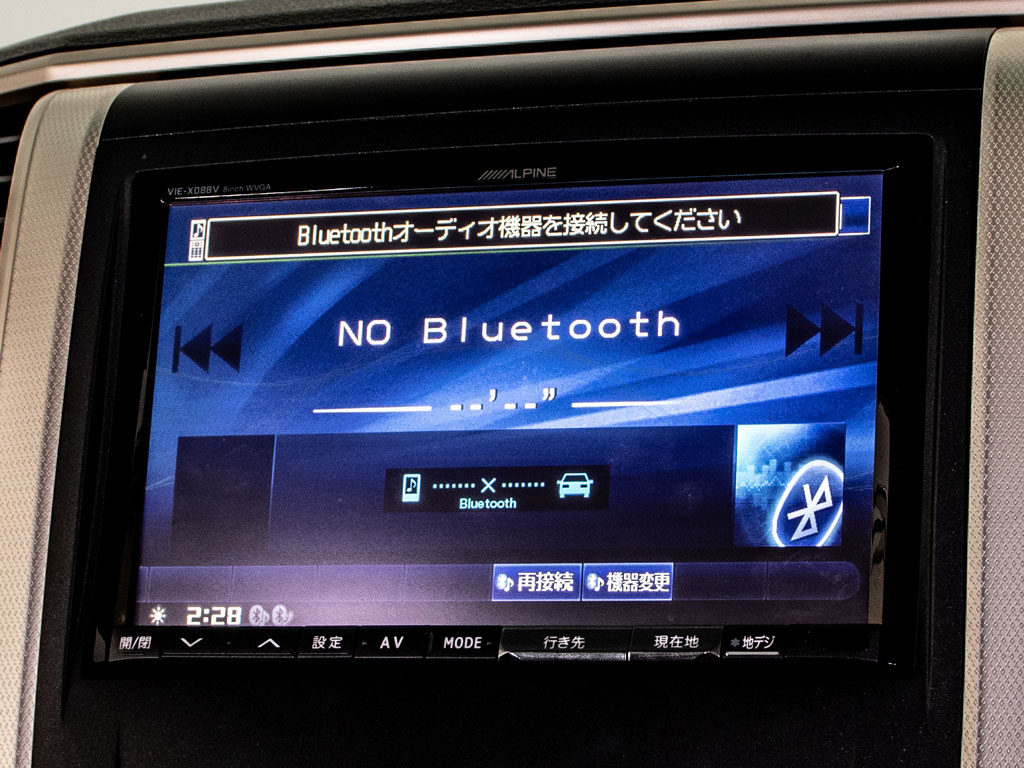 ALPINE
VIE-X088V 8inch WVGA
Bluetoothオーディオ機器を接続してください
NO Bluetooth
--'--"
Bluetooth
再接続 機器変更
2:28
開/閉 設定 AV MODE 行き先 現在地 地デジ